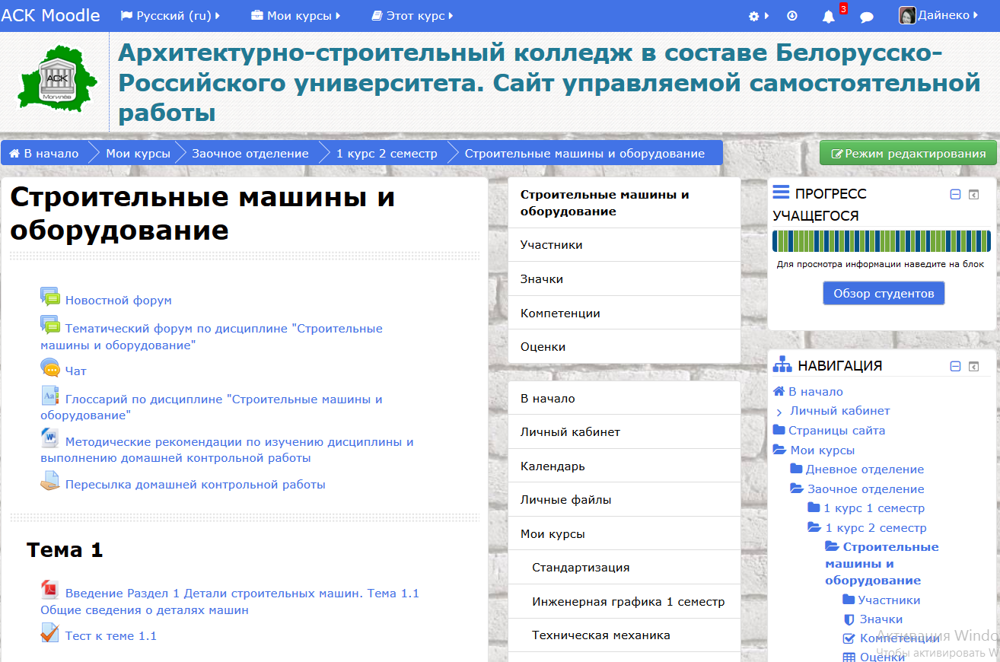 АСК Moodle
Русский (ru)
Мои курсы
Этот курс
3
Дайнеко
АСК
Могилёв
Архитектурно-строительный колледж в составе Белорусско-
Российского университета. Сайт управляемой самостоятельной
работы
В начало
Мои курсы
Заочное отделение
1 курс 2 семестр
Строительные машины и оборудование
Режим редактирования
Строительные машины и
оборудование
Новостной форум
Тематический форум по дисциплине "Строительные
машины и оборудование"
Чат
Глоссарий по дисциплине "Строительные машины и
оборудование"
Методические рекомендации по изучению дисциплины и
выполнению домашней контрольной работы
Пересылка домашней контрольной работы
Тема 1
Введение Раздел 1 Детали строительных машин. Тема 1.1
Общие сведения о деталях машин
Тест к теме 1.1
Строительные машины и
оборудование
Участники
Значки
Компетенции
Оценки
В начало
Личный кабинет
Календарь
Личные файлы
Мои курсы
Стандартизация
Инженерная графика 1 семестр
Техническая механика
ПРОГРЕСС
УЧАЩЕГОСЯ
Для просмотра информации наведите на блок
Обзор студентов
НАВИГАЦИЯ
В начало
Личный кабинет
Страницы сайта
Мои курсы
Дневное отделение
Заочное отделение
1 курс 1 семестр
1 курс 2 семестр
Строительные
машины и
оборудование
Участники
Значки
Компетенции
Оценки
Активация Windo
Чтобы активировать W